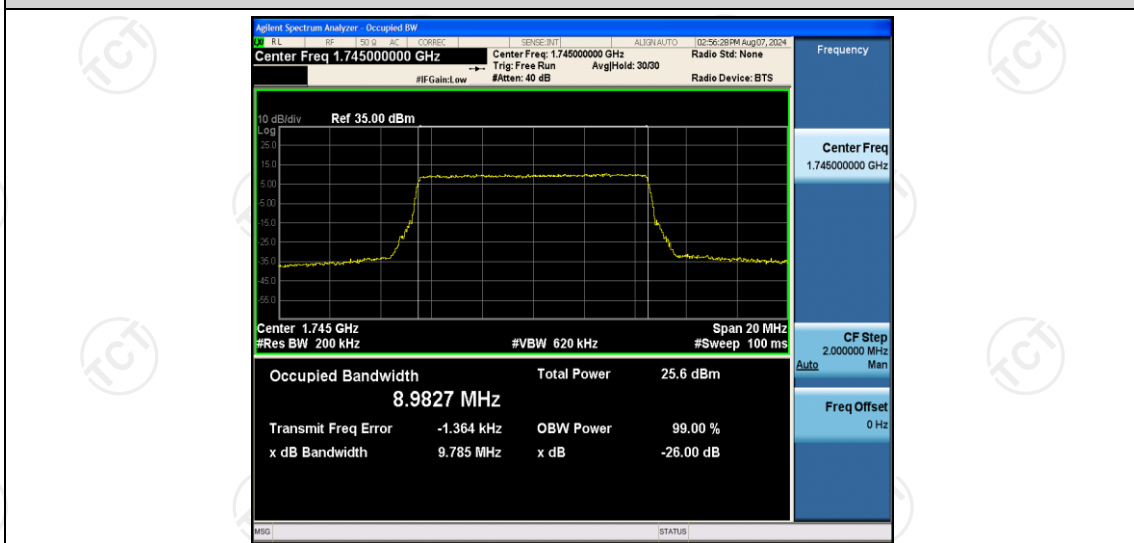 Agilent Spectrum Analyzer - Occupied BW
RL RF 50 Ω AC CORREC SENSE:INT ALIGN AUTO 02:56:28 PM Aug 07, 2024
Center Freq 1.745000000 GHz Center Freq: 1.745000000 GHz Radio Std: None Frequency
Trig: Free Run Avg|Hold: 30/30
#IFGain:Low #Atten: 40 dB Radio Device: BTS
10 dB/div Ref 35.00 dBm
Log
25.0
15.0
5.00
-5.00
-15.0
-25.0
-35.0
-45.0
-55.0
Center 1.745 GHz Span 20 MHz
#Res BW 200 kHz #VBW 620 kHz #Sweep 100 ms
Occupied Bandwidth Total Power 25.6 dBm
8.9827 MHz
Transmit Freq Error -1.364 kHz OBW Power 99.00 %
x dB Bandwidth 9.785 MHz x dB -26.00 dB
Center Freq
1.745000000 GHz
CF Step
2.000000 MHz
Auto Man
Freq Offset
0 Hz
MSG STATUS
TCT
TCT
TCT
TCT